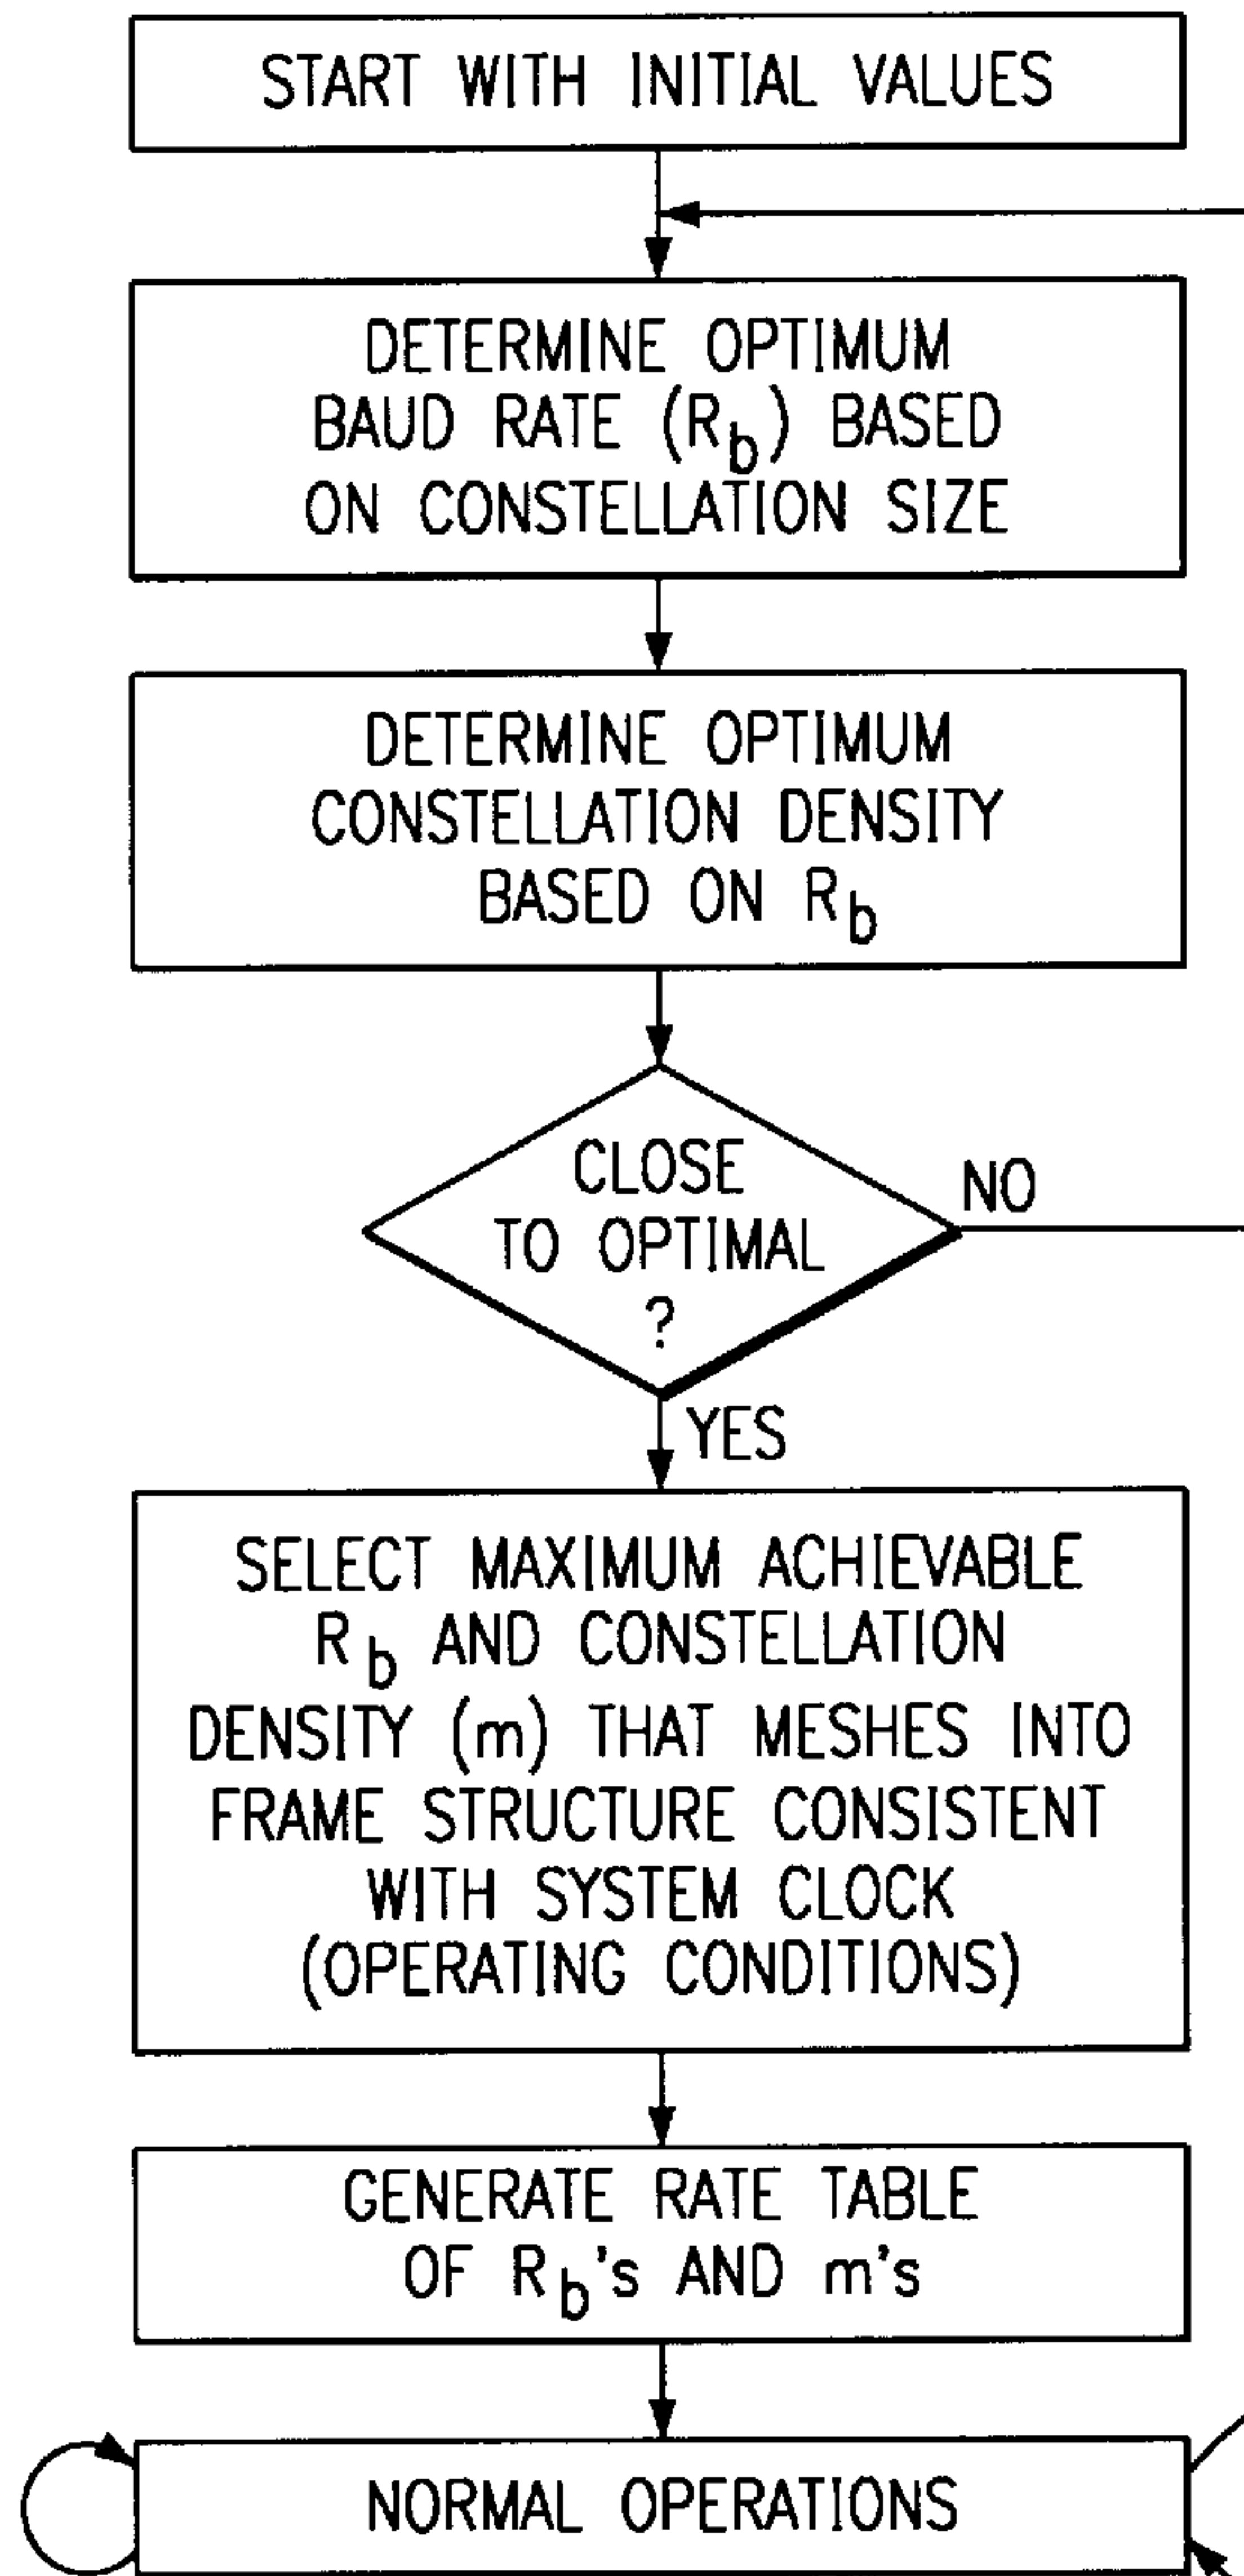 START WITH INITIAL VALUES
DETERMINE OPTIMUM
BAUD RATE (Rb) BASED
ON CONSTELLATION SIZE
DETERMINE OPTIMUM
CONSTELLATION DENSITY
BASED ON Rb
CLOSE
TO OPTIMAL
?
NO
YES
SELECT MAXIMUM ACHIEVABLE
Rb AND CONSTELLATION
DENSITY (m) THAT MESHES INTO
FRAME STRUCTURE CONSISTENT
WITH SYSTEM CLOCK
(OPERATING CONDITIONS)
GENERATE RATE TABLE
OF Rb's AND m's
NORMAL OPERATIONS